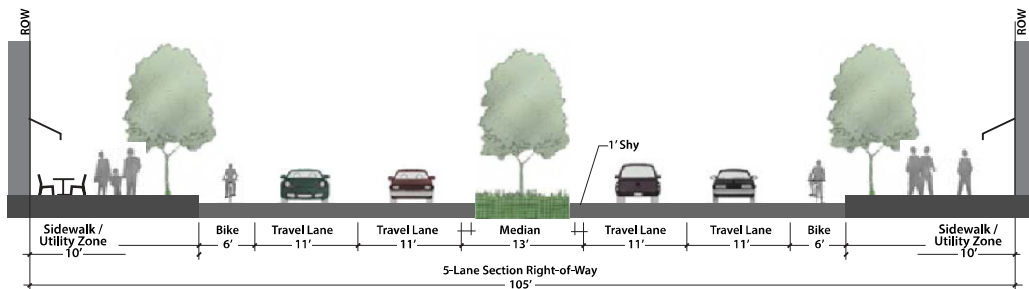 ROW
ROW
1' Shy
Sidewalk /
Utility Zone
10'
Bike
6'
Travel Lane
11'
Travel Lane
11'
Median
13'
Travel Lane
11'
Travel Lane
11'
Bike
6'
Sidewalk /
Utility Zone
10'
5-Lane Section Right-of-Way
105'